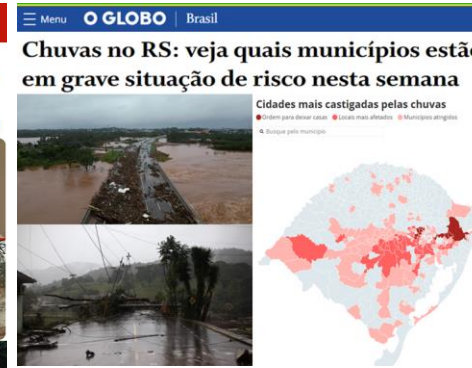 Menu O GLOBO | Brasil
Chuvas no RS: veja quais municípios estão
em grave situação de risco nesta semana
Cidades mais castigadas pelas chuvas
Ordem para deixar casas Locais mais afetados Municípios atingidos
Busque pelo município